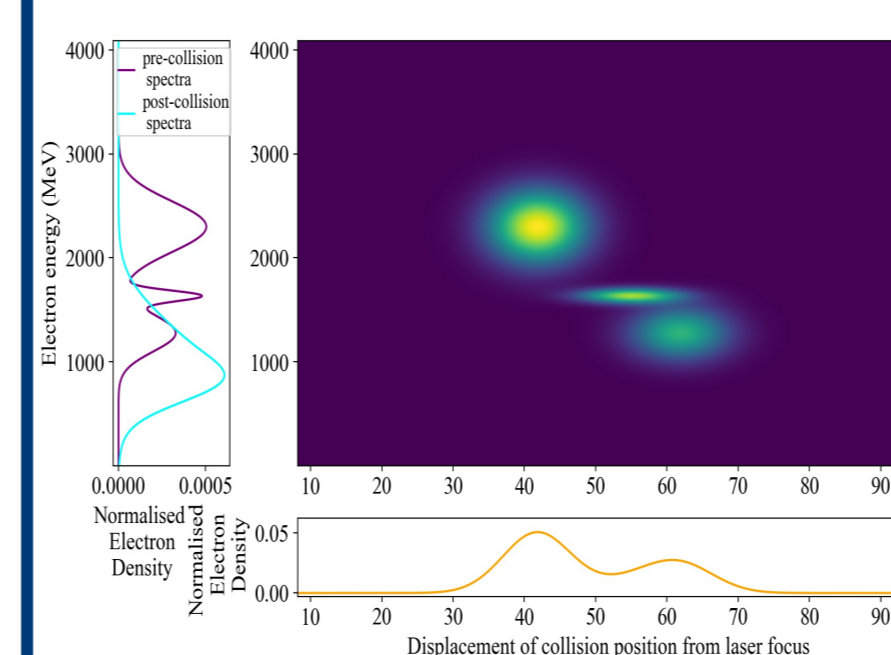 4000
3000
2000
1000
Electron energy (MeV)
pre-collision
spectra
post-collision
spectra
0.0000 0.0005
Normalised
Electron
Density
4000
3000
2000
1000
10 20 30 40 50 60 70 80 90
Normalised
Electron
Density
0.05
0.00
10 20 30 40 50 60 70 80 90
Displacement of collision position from laser focus